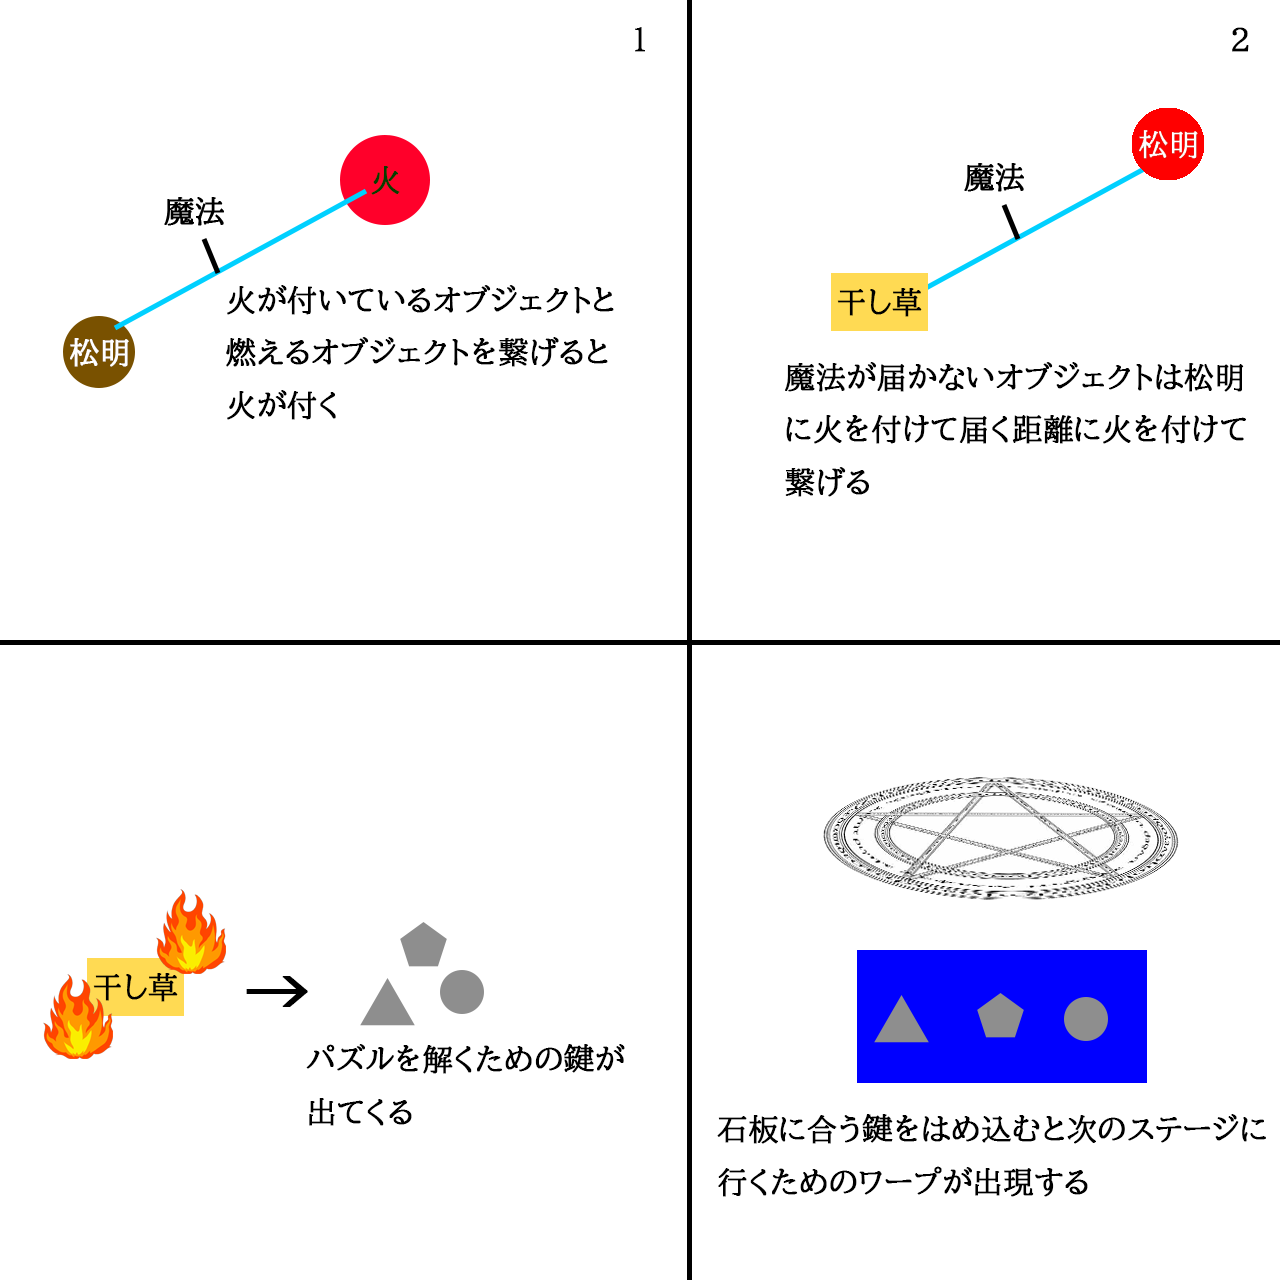 1
火
魔法
松明
火が付いているオブジェクトと
燃えるオブジェクトを繋げると
火が付く
2
松明
魔法
干し草
魔法が届かないオブジェクトは松明
に火を付けて届く距離に火を付けて
繋げる
干し草
パズルを解くための鍵が
出てくる
石板に合う鍵をはめ込むと次のステージに
行くためのワープが出現する